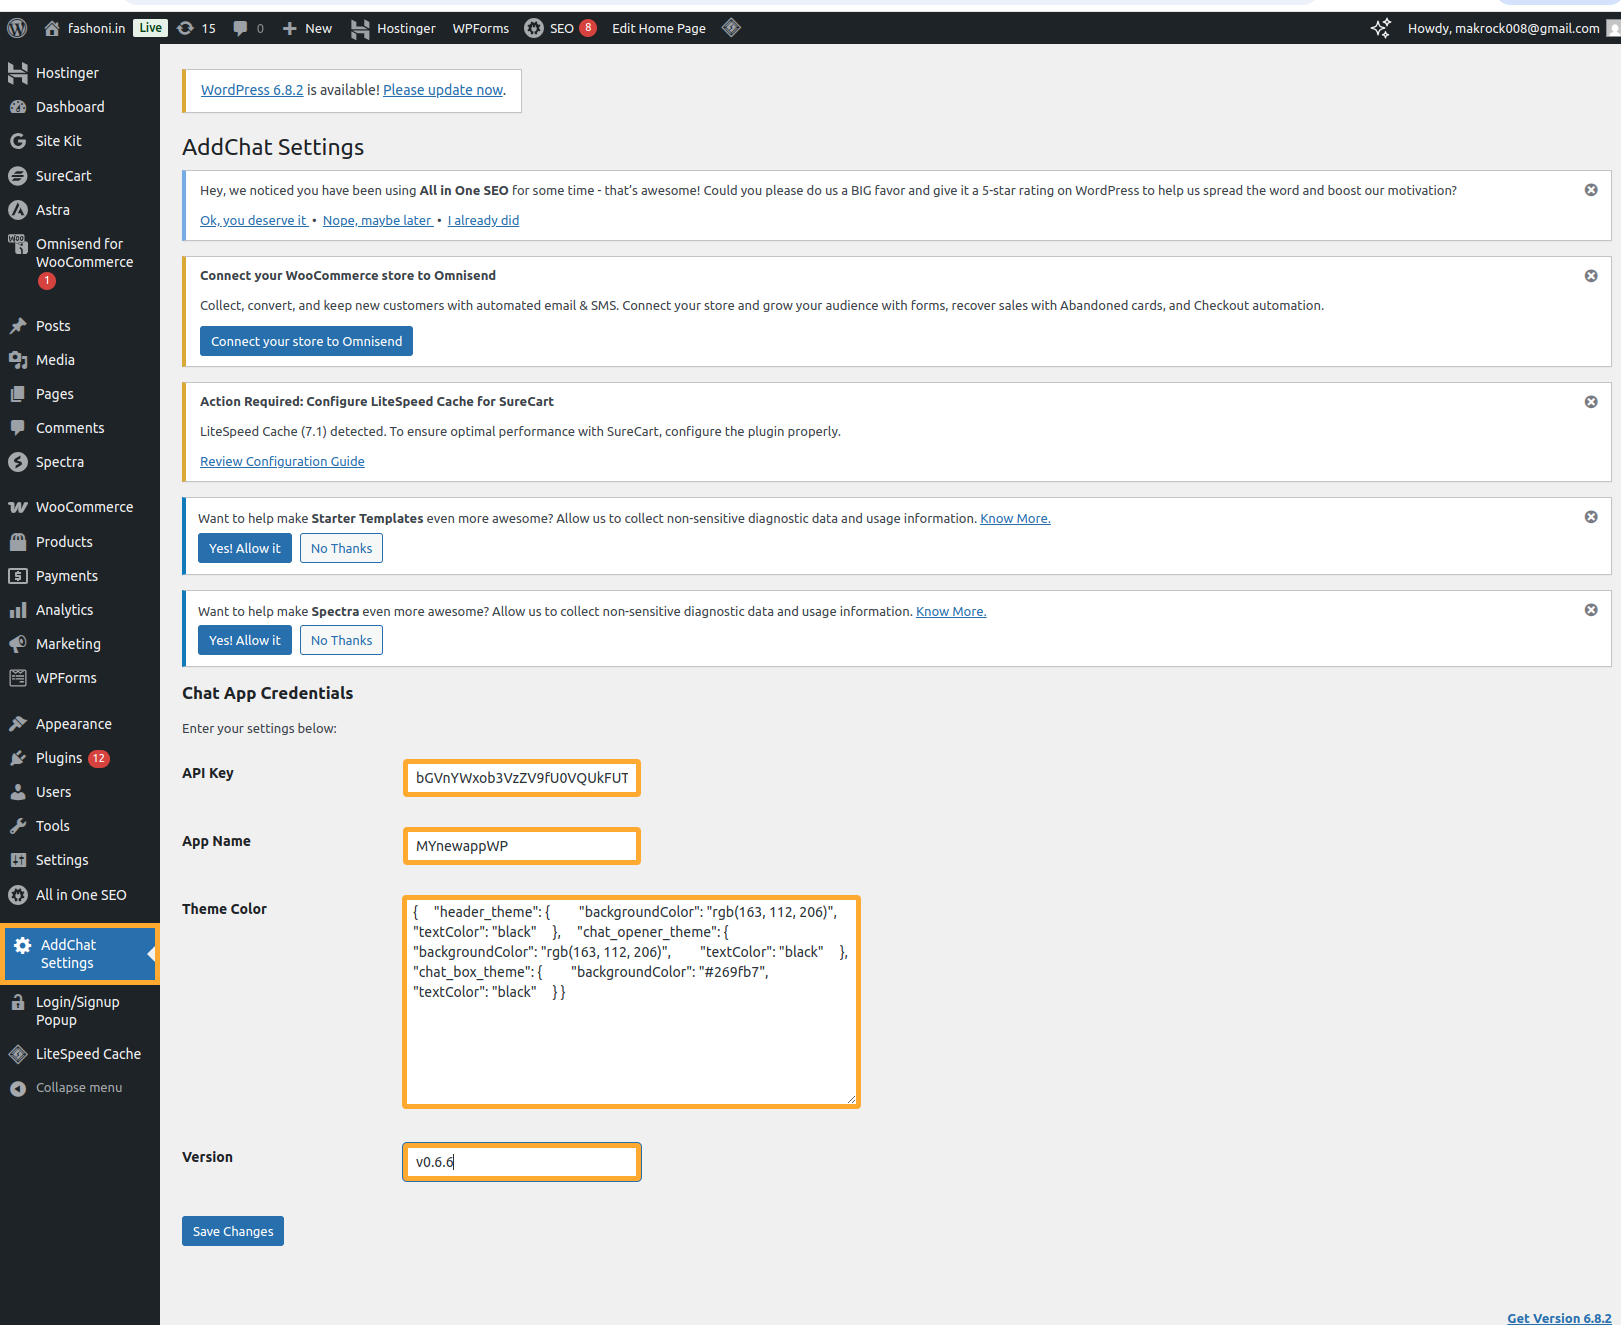 fashoni.in Live 15 0 New Hostinger WPForms SEO 8 Edit Home Page Howdy, makrock008@gmail.com
Hostinger
Dashboard
Site Kit
SureCart
Astra
Omnisend for
WooCommerce
1
Posts
Media
Pages
Comments
Spectra
WooCommerce
Products
Payments
Analytics
Marketing
WPForms
Appearance
Plugins 12
Users
Tools
Settings
All in One SEO
AddChat
Settings
Login/Signup
Popup
LiteSpeed Cache
Collapse menu
WordPress 6.8.2 is available! Please update now.
AddChat Settings
Hey, we noticed you have been using All in One SEO for some time - that's awesome! Could you please do us a BIG favor and give it a 5-star rating on WordPress to help us spread the word and boost our motivation?
Ok, you deserve it • Nope, maybe later • I already did
Connect your WooCommerce store to Omnisend
Collect, convert, and keep new customers with automated email & SMS. Connect your store and grow your audience with forms, recover sales with Abandoned cards, and Checkout automation.
Connect your store to Omnisend
Action Required: Configure LiteSpeed Cache for SureCart
LiteSpeed Cache (7.1) detected. To ensure optimal performance with SureCart, configure the plugin properly.
Review Configuration Guide
Want to help make Starter Templates even more awesome? Allow us to collect non-sensitive diagnostic data and usage information. Know More.
Yes! Allow it No Thanks
Want to help make Spectra even more awesome? Allow us to collect non-sensitive diagnostic data and usage information. Know More.
Yes! Allow it No Thanks
Chat App Credentials
Enter your settings below:
API Key bGVnYWxob3VzZV9fU0VQUkFUT
App Name MYnewappWP
Theme Color
{ "header_theme": { "backgroundColor": "rgb(163, 112, 206)",
"textColor": "black" }, "chat_opener_theme": {
"backgroundColor": "rgb(163, 112, 206)", "textColor": "black" },
"chat_box_theme": { "backgroundColor": "#269fb7",
"textColor": "black" } }
Version v0.6.6
Save Changes
Get Version 6.8.2